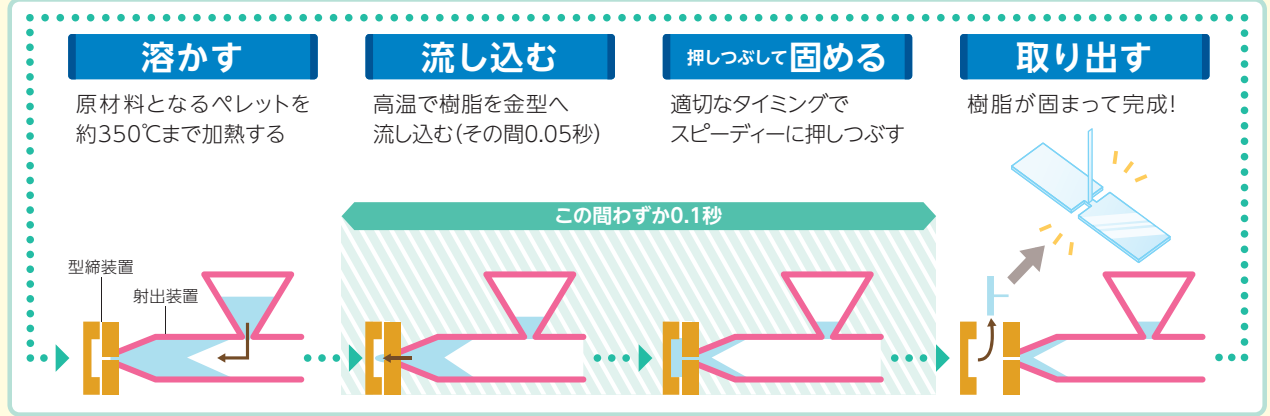 溶かす
原材料となるペレットを
約350℃まで加熱する
流し込む
高温で樹脂を金型へ
流し込む(その間0.05秒)
押しつぶして固める
適切なタイミングで
スピーディーに押しつぶす
取り出す
樹脂が固まって完成!
この間わずか0.1秒
型締装置
射出装置